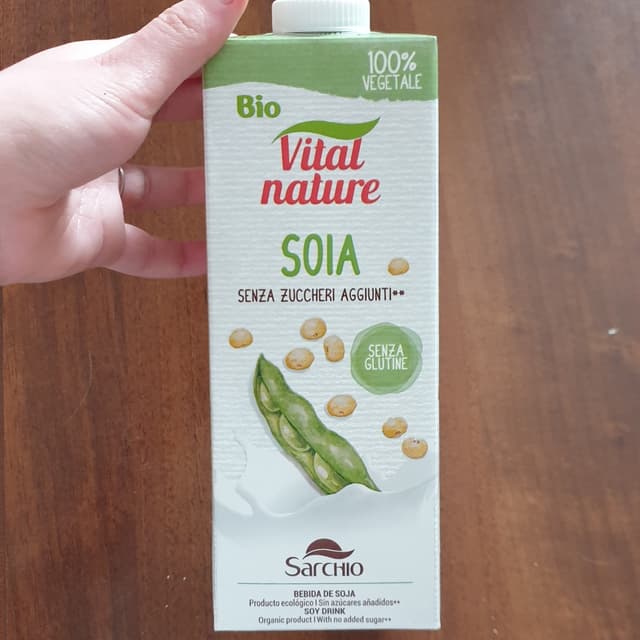 100%
VEGETALE
Bio
Vital
nature
SOIA
SENZA ZUCCHERI AGGIUNTI**
SENZA
GLUTINE
SARCHIO
BEBIDA DE SOJA
Producto ecológico | Sin azúcares añadidos**
SOY DRINK
Organic product | With no added sugar**